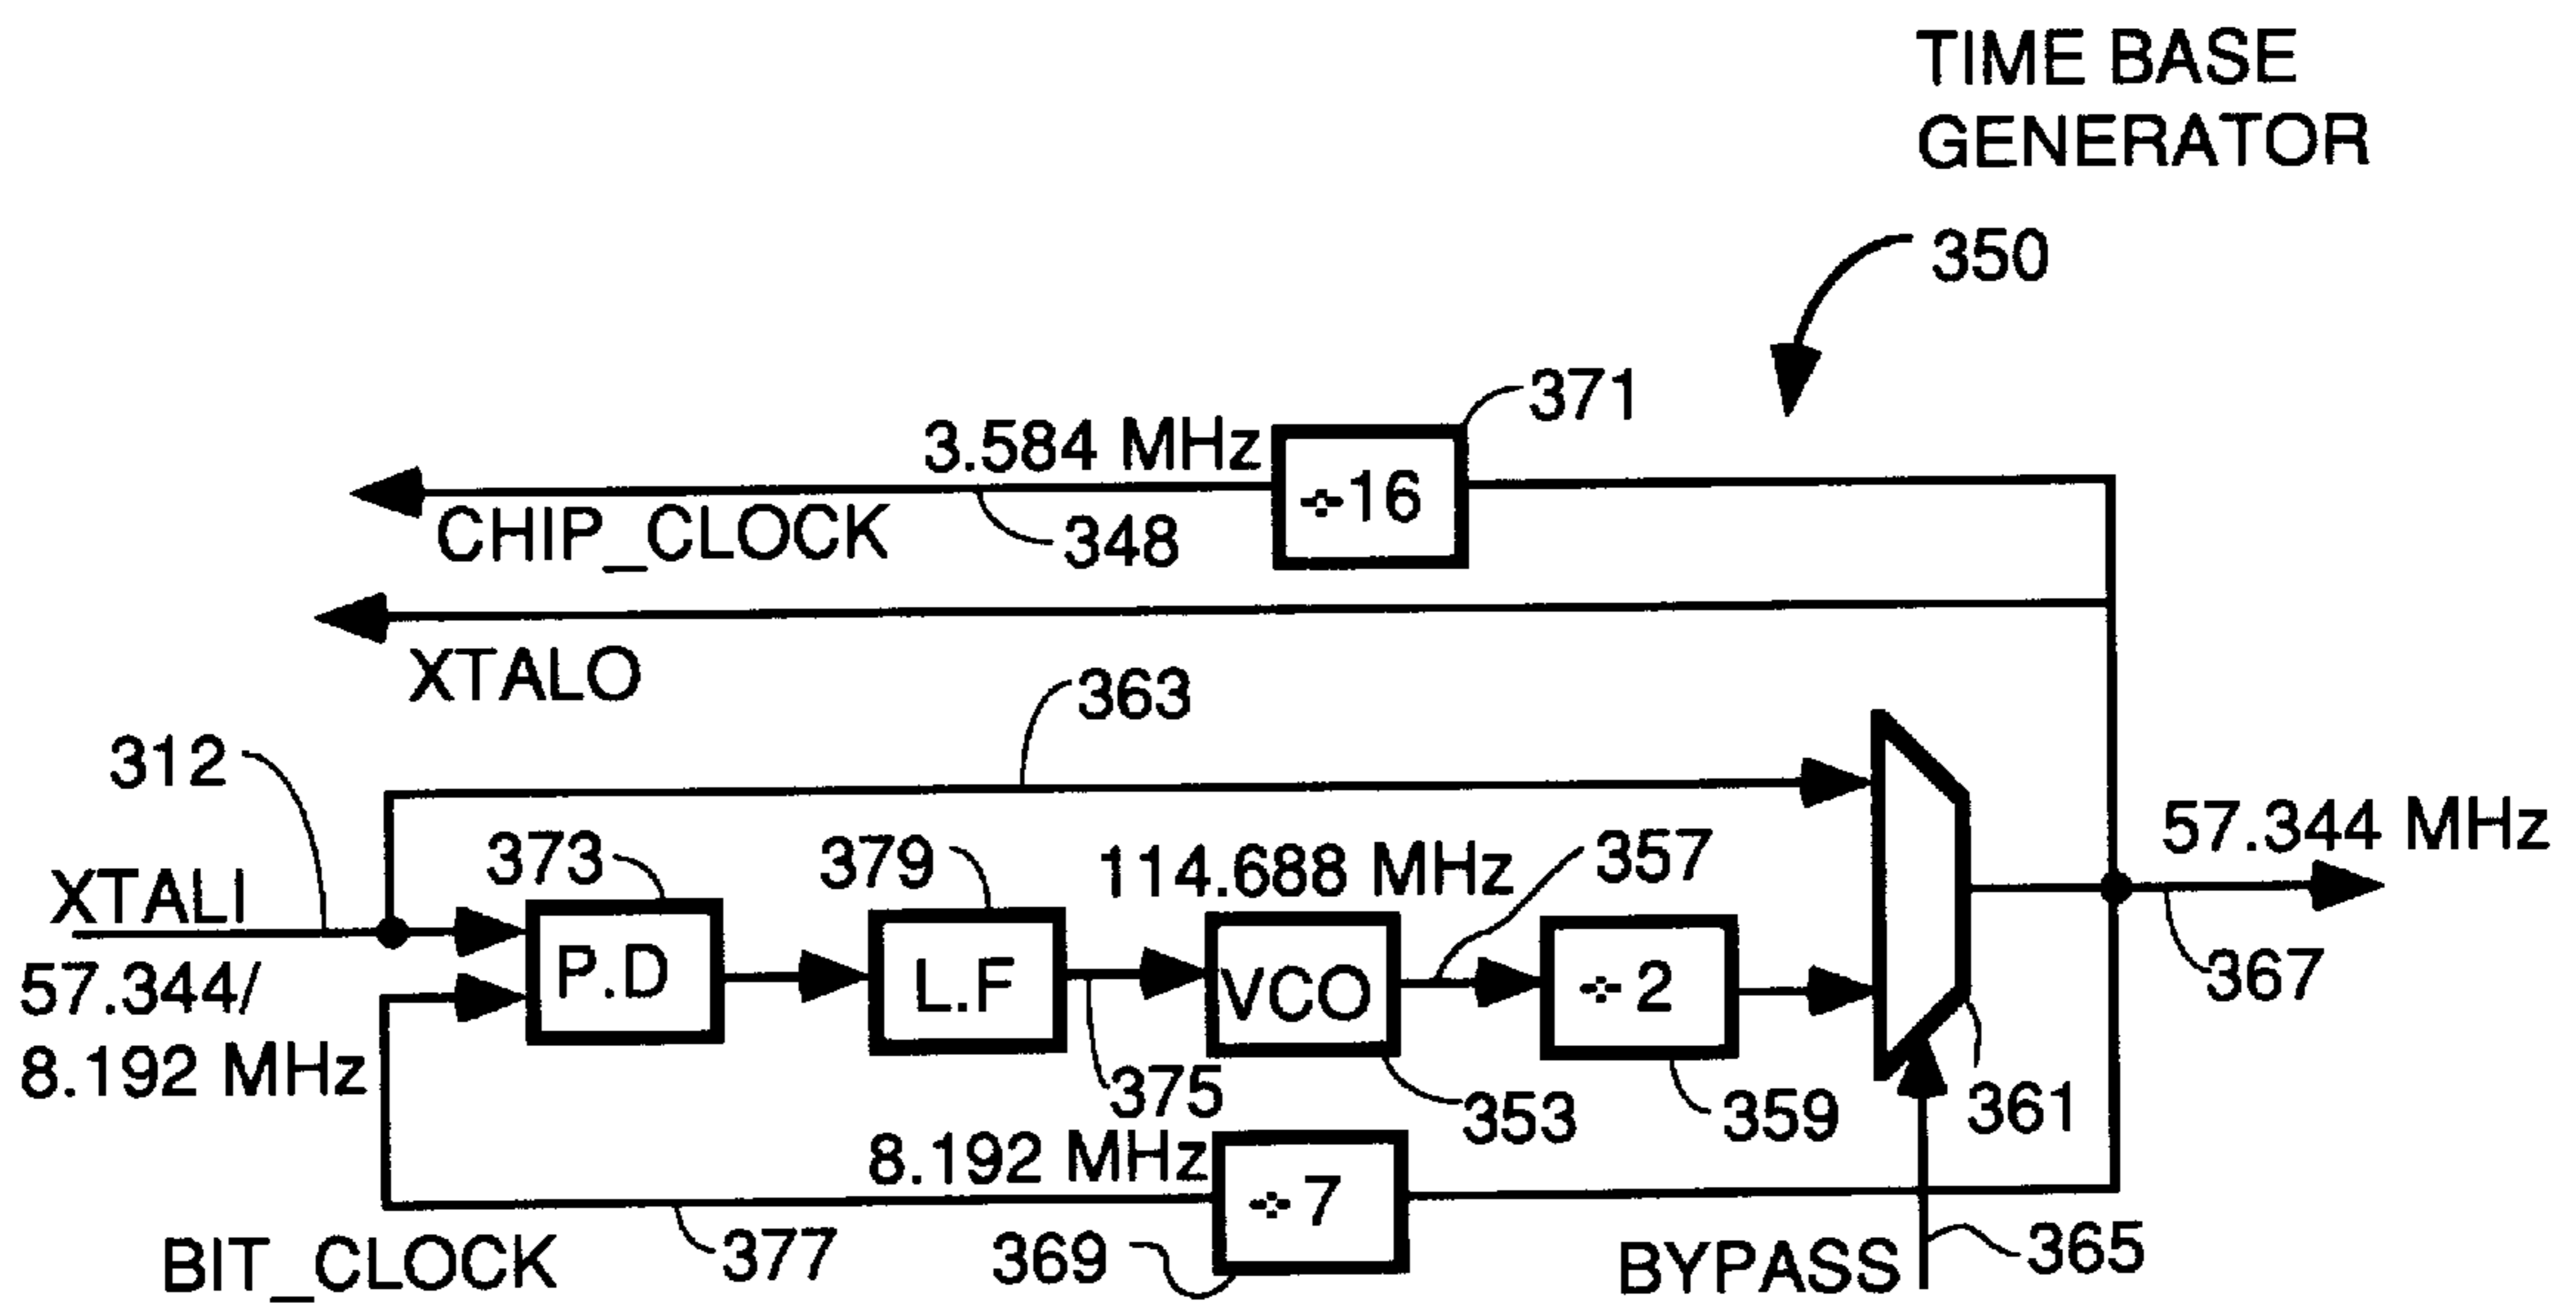 TIME BASE
GENERATOR
350
371
3.584 MHz
÷16
CHIP_CLOCK
348
XTALO
363
312
57.344 MHz
373
379
114.688 MHz
357
XTALI
P.D
L.F
VCO
÷2
367
57.344/
8.192 MHz
375
353
359
361
8.192 MHz
÷7
BIT_CLOCK
377
369
BYPASS
365